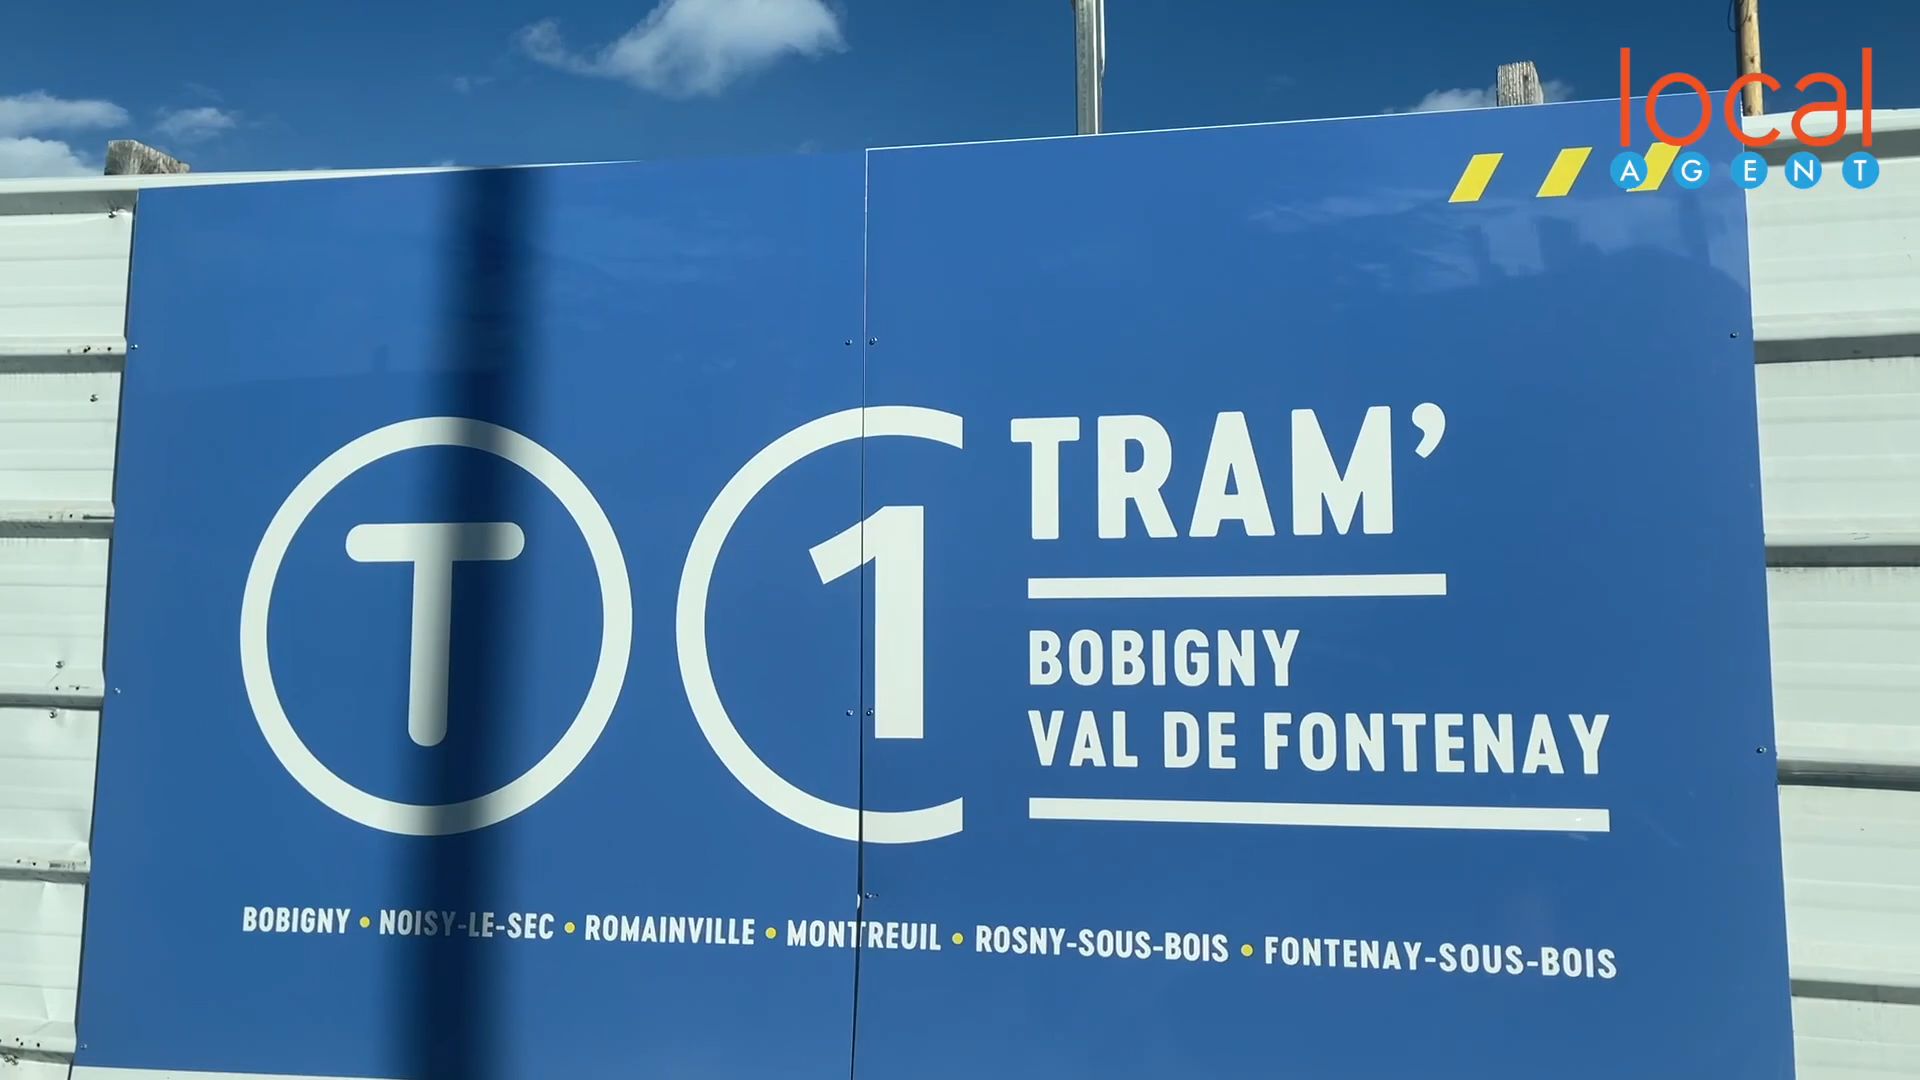 local
AGENT
T 1 TRAM'
BOBIGNY
VAL DE FONTENAY
BOBIGNY • NOISY-LE-SEC • ROMAINVILLE • MONTREUIL • ROSNY-SOUS-BOIS • FONTENAY-SOUS-BOIS